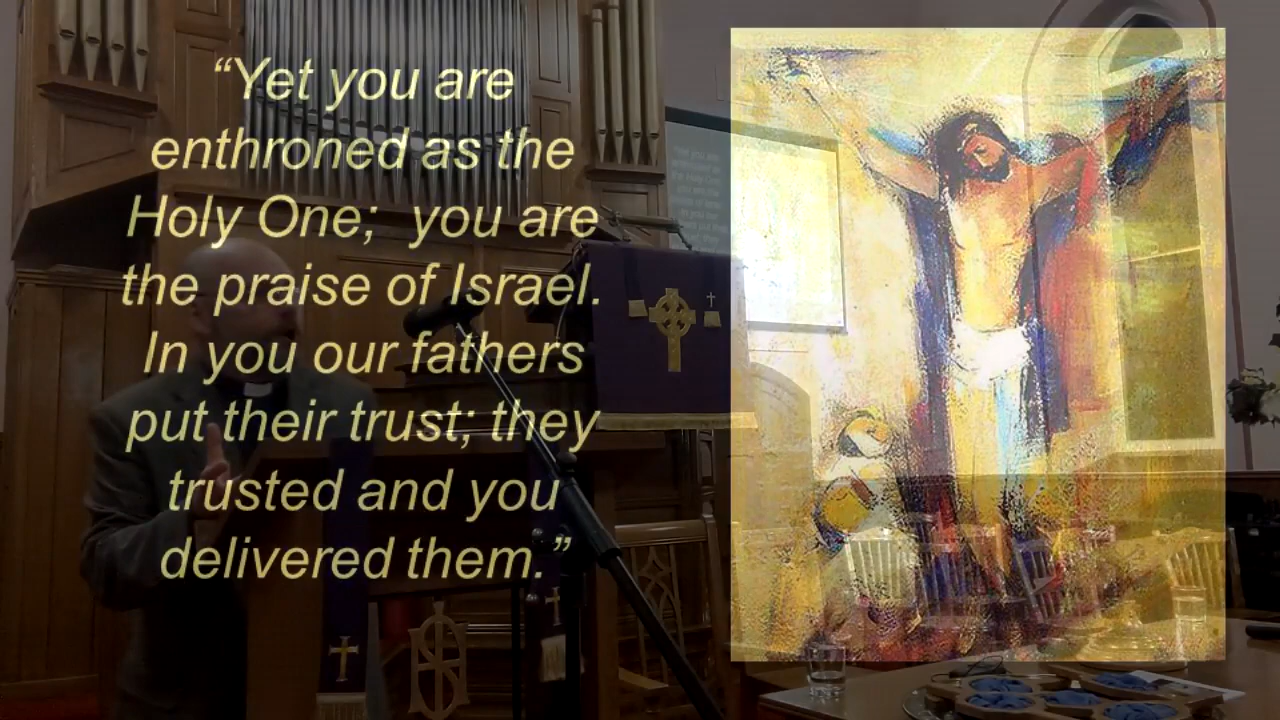 “Yet you are
enthroned as the
Holy One;  you are
the praise of Israel.
In you our fathers
put their trust; they
trusted and you
delivered them.”